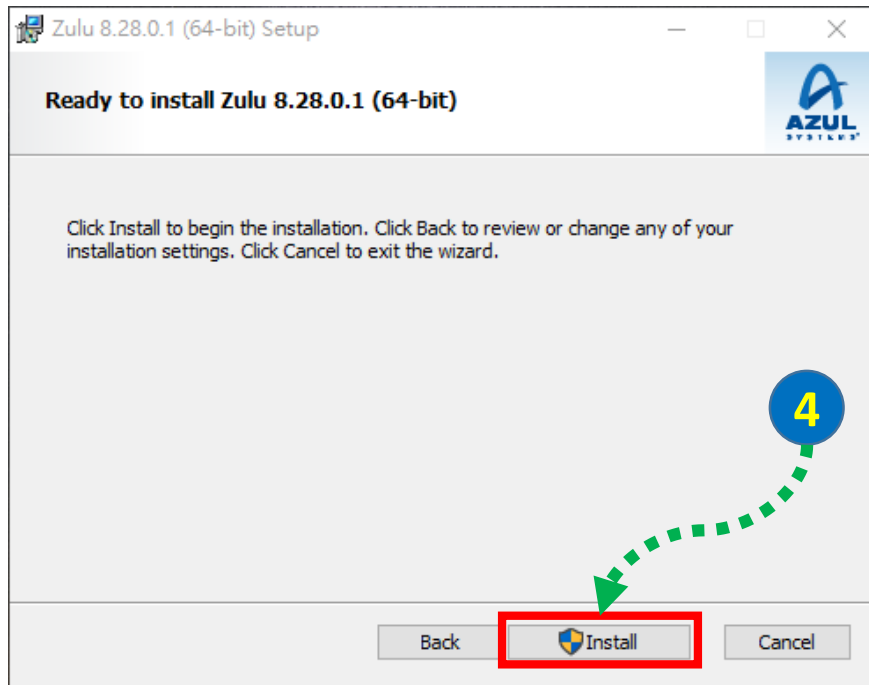 Zulu 8.28.0.1 (64-bit) Setup
Ready to install Zulu 8.28.0.1 (64-bit)
AZUL
SYSTEMS
Click Install to begin the installation. Click Back to review or change any of your
installation settings. Click Cancel to exit the wizard.
4
Back
Install
Cancel